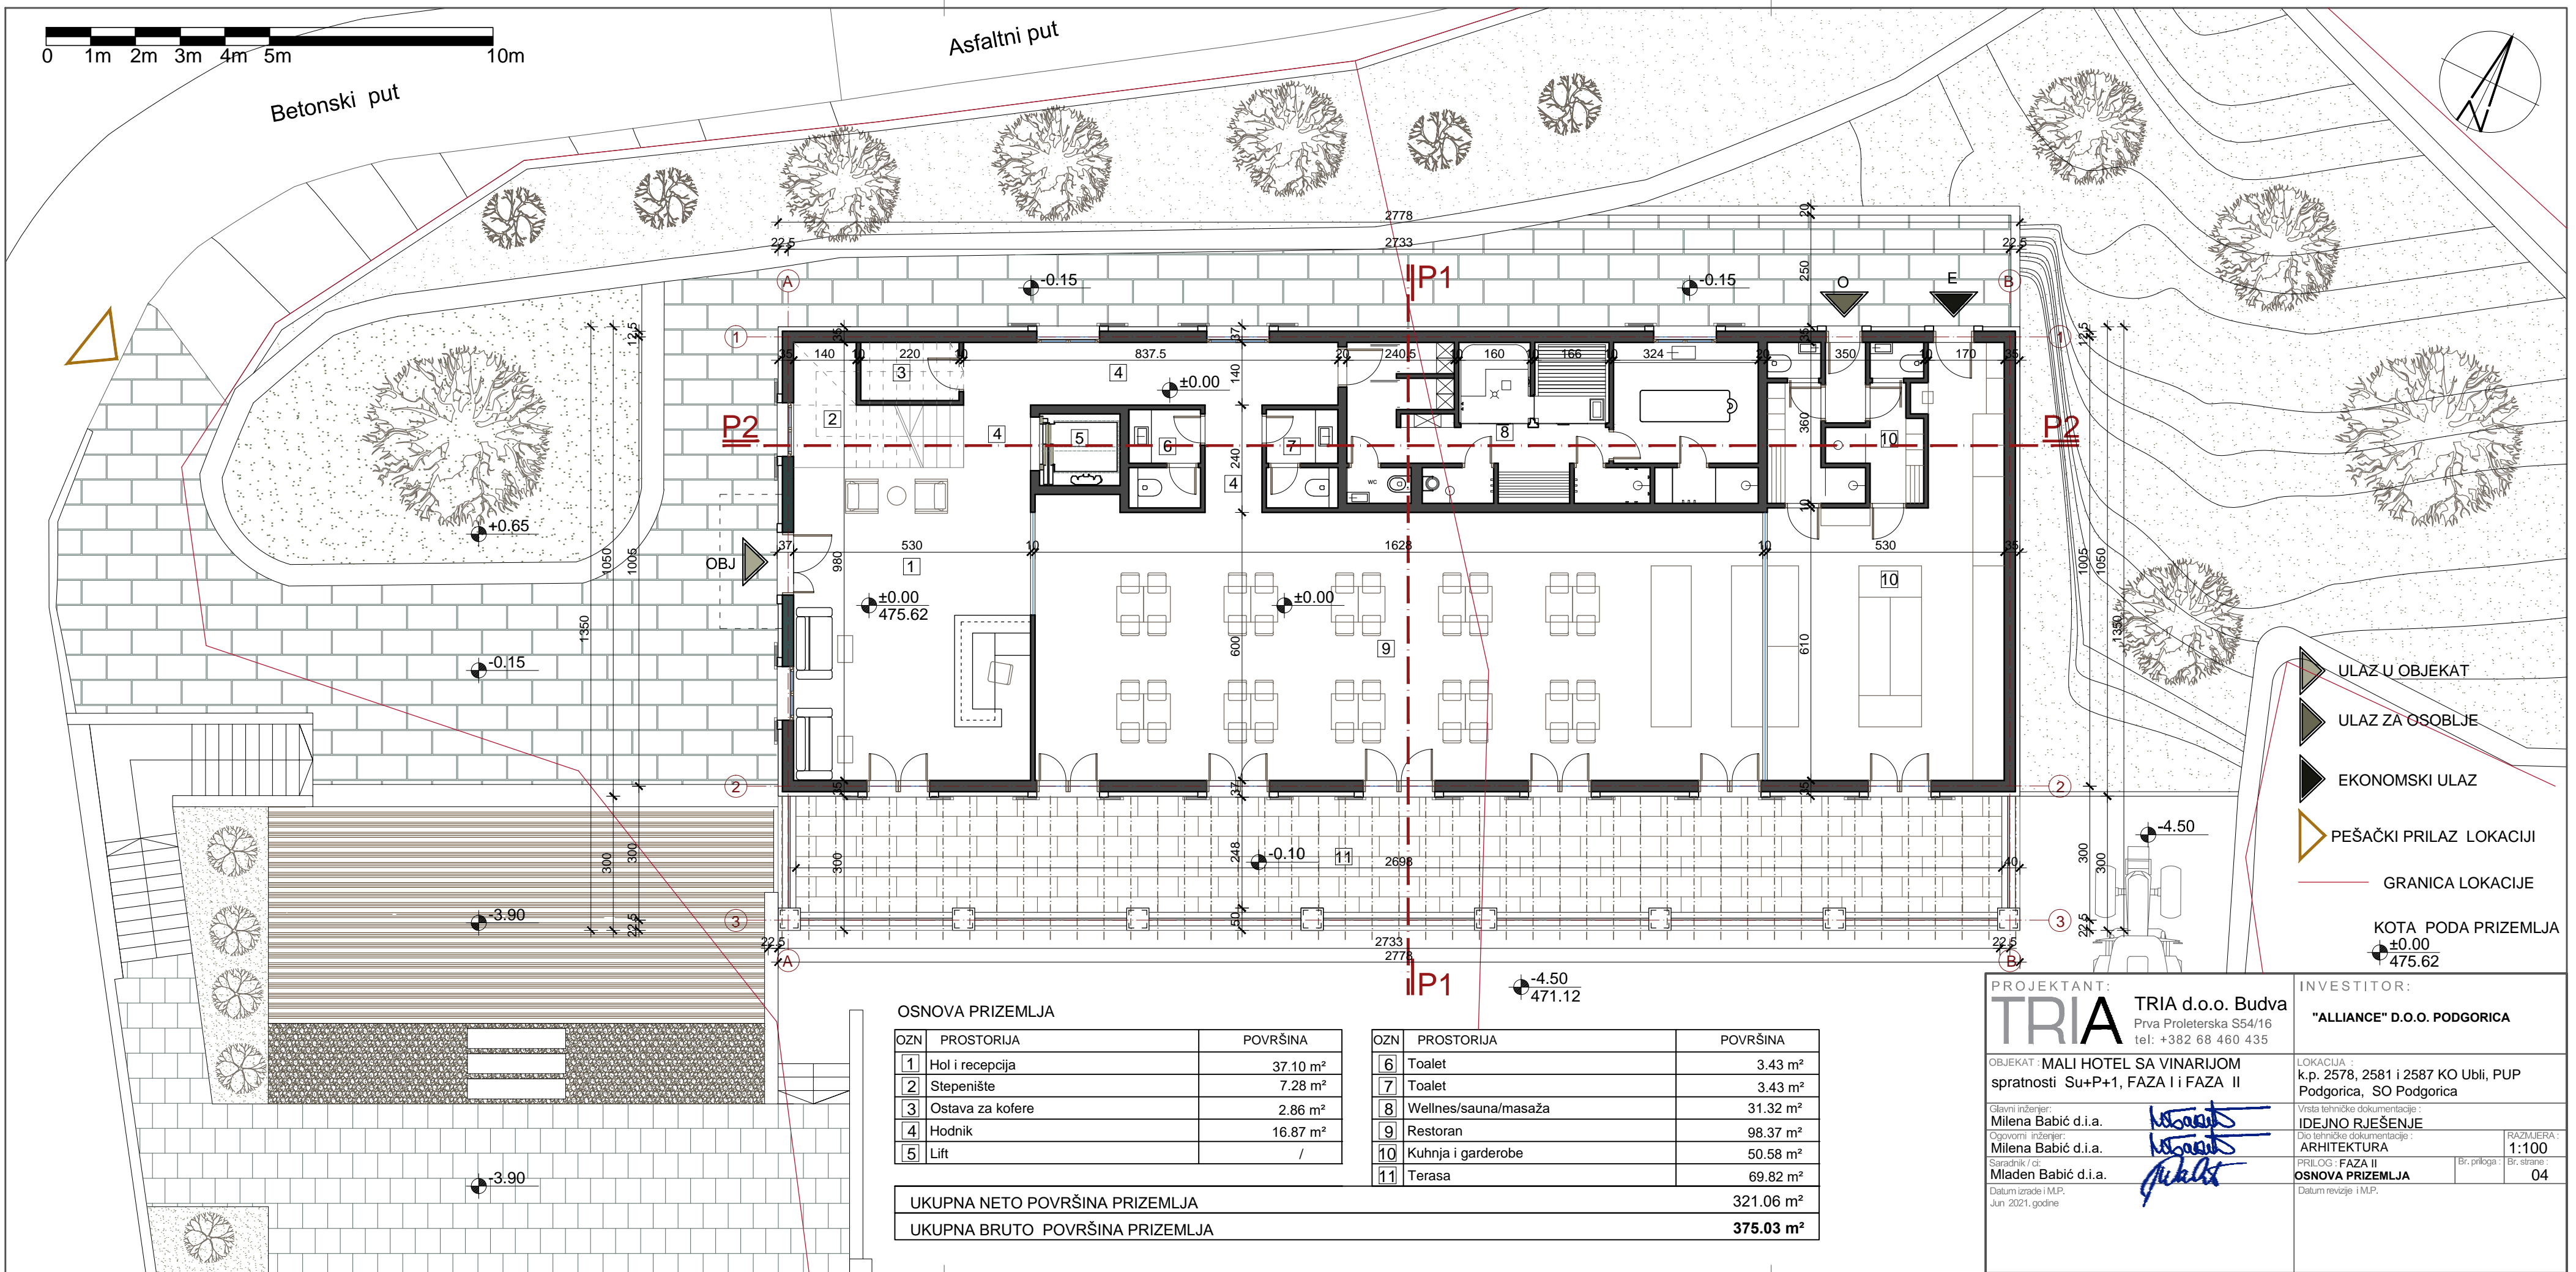 0 1m 2m 3m 4m 5m 10m
Betonski put
Asfaltni put
2778
20
22.5 2733 22.5
250
A
-0.15
P1
-0.15
O
E
B
1
1
12.5
35
37
35
12.5
35 140 10 220 10 837.5 20 240.5 10 160 10 166 10 324 20 350 10 170 35
3
4
±0.00
140
2
P2
4
5
6
7
8
360
10
P2
240
4
WC
10
+0.65
1050
1005
OBJ
37 530 10 1628 10 530 35
980
1
10
1005
1050
±0.00
475.62
±0.00
1350
600
9
610
1350
-0.15
ULAZ U OBJEKAT
ULAZ ZA OSOBLJE
EKONOMSKI ULAZ
PEŠAČKI PRILAZ LOKACIJI
GRANICA LOKACIJE
KOTA PODA PRIZEMLJA
±0.00
475.62
2
35
37
35
2
-4.50
300
300
300
248
-0.10
11
2698
40
300
300
-3.90
3
22.5
50
3
22.5
22.5 2733 22.5
A
2778
B
P1
-4.50
471.12
-3.90
OSNOVA PRIZEMLJA
OZN PROSTORIJA POVRŠINA
1 Hol i recepcija 37.10 m²
2 Stepenište 7.28 m²
3 Ostava za kofere 2.86 m²
4 Hodnik 16.87 m²
5 Lift /
OZN PROSTORIJA POVRŠINA
6 Toalet 3.43 m²
7 Toalet 3.43 m²
8 Wellnes/sauna/masaža 31.32 m²
9 Restoran 98.37 m²
10 Kuhnja i garderobe 50.58 m²
11 Terasa 69.82 m²
UKUPNA NETO POVRŠINA PRIZEMLJA 321.06 m²
UKUPNA BRUTO POVRŠINA PRIZEMLJA 375.03 m²
PROJEKTANT:
TRIA
TRIA d.o.o. Budva
Prva Proleterska S54/16
tel: +382 68 460 435
INVESTITOR:
"ALLIANCE" D.O.O. PODGORICA
OBJEKAT : MALI HOTEL SA VINARIJOM
spratnosti Su+P+1, FAZA I i FAZA II
LOKACIJA :
k.p. 2578, 2581 i 2587 KO Ubli, PUP
Podgorica, SO Podgorica
Glavni inženjer:
Milena Babić d.i.a.
Vrsta tehničke dokumentacije :
IDEJNO RJEŠENJE
Ogovorni inženjer:
Milena Babić d.i.a.
Dio tehničke dokumentacije :
ARHITEKTURA
RAZMJERA :
1:100
Saradnik / ci:
Mladen Babić d.i.a.
PRILOG : FAZA II
OSNOVA PRIZEMLJA
Br. priloga :
Br. strane :
04
Datum izrade i M.P.
Jun 2021. godine
Datum revizije i M.P.